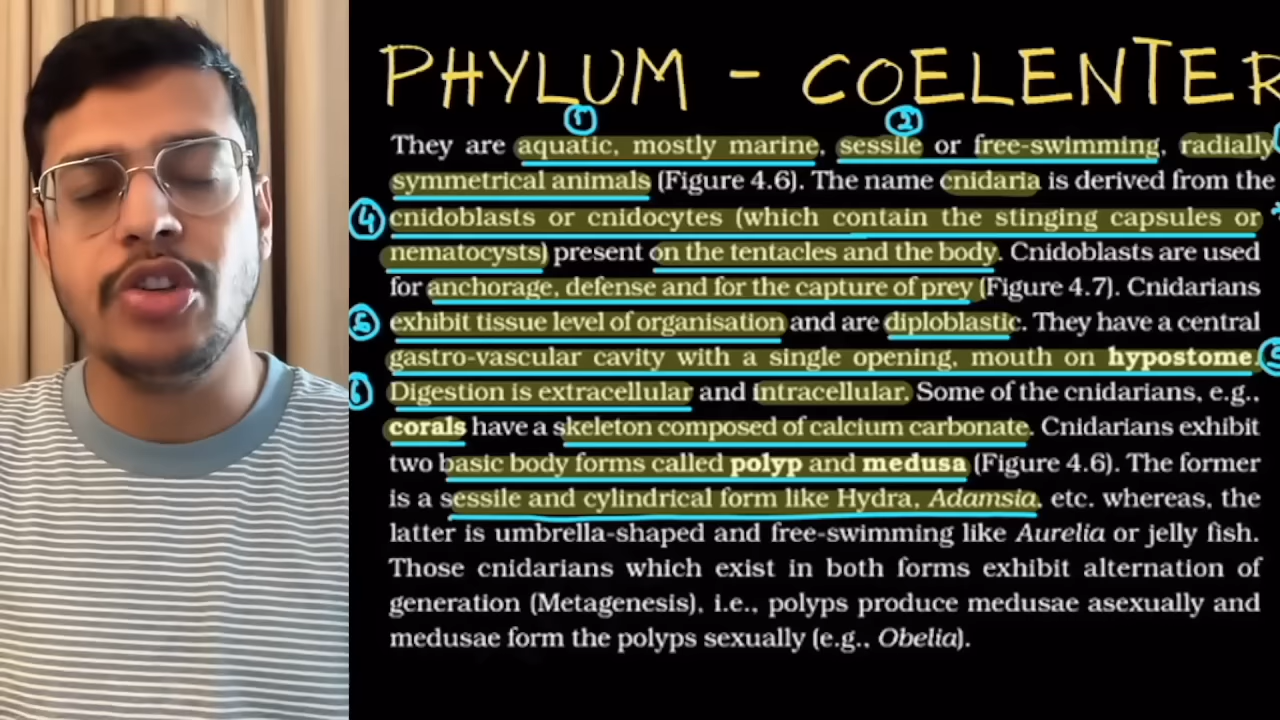 PHYLUM - COELENTER
1 2
They are aquatic, mostly marine, sessile or free-swimming, radially
symmetrical animals (Figure 4.6). The name cnidaria is derived from the
4 cnidoblasts or cnidocytes (which contain the stinging capsules or
nematocysts) present on the tentacles and the body. Cnidoblasts are used
for anchorage, defense and for the capture of prey (Figure 4.7). Cnidarians
exhibit tissue level of organisation and are diploblastic. They have a central
gastro-vascular cavity with a single opening, mouth on hypostome.
6 Digestion is extracellular and intracellular. Some of the cnidarians, e.g.,
corals have a skeleton composed of calcium carbonate. Cnidarians exhibit
two basic body forms called polyp and medusa (Figure 4.6). The former
is a sessile and cylindrical form like Hydra, Adamsia, etc. whereas, the
latter is umbrella-shaped and free-swimming like Aurelia or jelly fish.
Those cnidarians which exist in both forms exhibit alternation of
generation (Metagenesis), i.e., polyps produce medusae asexually and
medusae form the polyps sexually (e.g., Obelia).